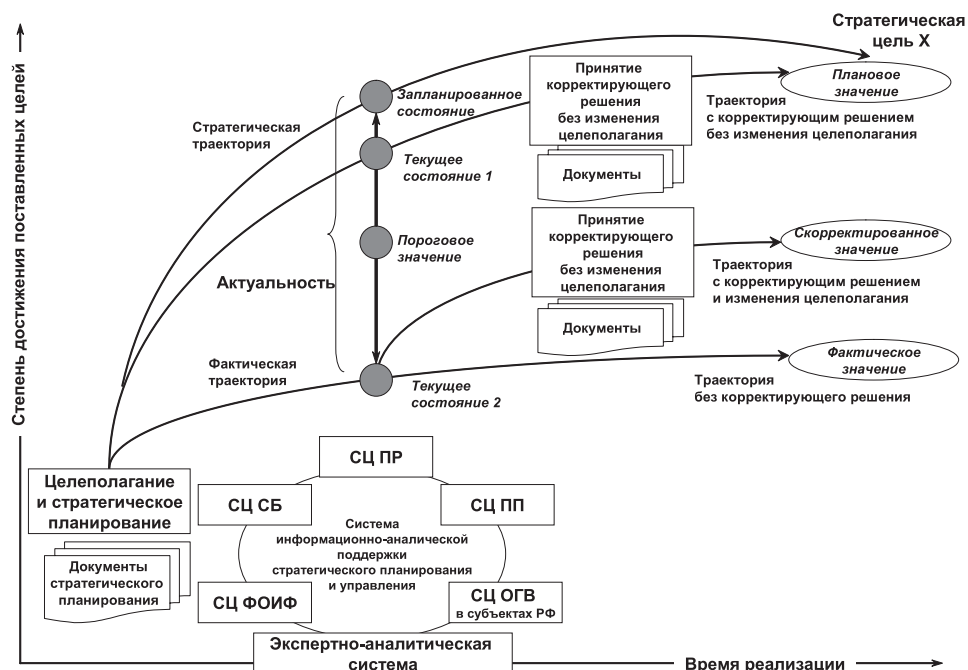 Степень достижения поставленных целей
Стратегическая
цель X
Запланированное
состояние
Стратегическая
траектория
Текущее
состояние 1
Принятие
корректирующего
решения
без изменения
целеполагания
Документы
Плановое
значение
Траектория
с корректирующим решением
без изменения целеполагания
Пороговое
значение
Актуальность
Принятие
корректирующего
решения
без изменения
целеполагания
Документы
Скорректированное
значение
Траектория
с корректирующим решением
и изменения целеполагания
Фактическая
траектория
Текущее
состояние 2
Фактическое
значение
Траектория
без корректирующего решения
Целеполагание
и стратегическое
планирование
Документы
стратегического
планирования
СЦ ПР
СЦ СБ
СЦ ПП
Система
информационно-аналической
поддержки
стратегического планирования
и управления
СЦ ФОИФ
СЦ ОГВ
в субъектах РФ
Экспертно-аналитическая
система
Время реализации